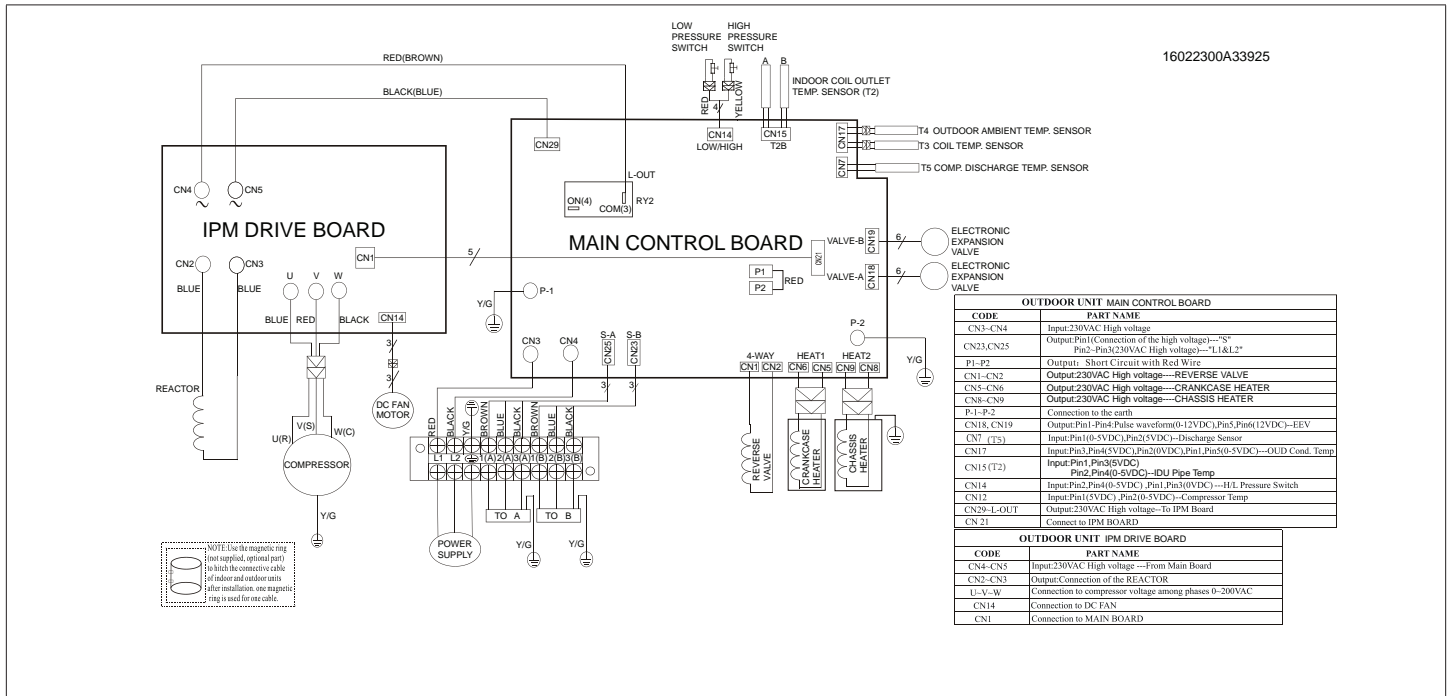 16022300A33925
LOW
PRESSURE
SWITCH
HIGH
PRESSURE
SWITCH
A B
INDOOR COIL OUTLET
TEMP. SENSOR (T2)
RED(BROWN)
BLACK(BLUE)
RED
4
YELLOW
CN14
LOW/HIGH
CN15
T2B
CN17
T4 OUTDOOR AMBIENT TEMP. SENSOR
T3 COIL TEMP. SENSOR
CN7
T5 COMP. DISCHARGE TEMP. SENSOR
CN29
L-OUT
ON(4)
COM(3)
RY2
CN4
CN5
IPM DRIVE BOARD
CN2
CN3
BLUE
BLUE
U V W
BLUE RED BLACK
CN1
CN14
5
MAIN CONTROL BOARD
CN21
VALVE-B
CN19
6
ELECTRONIC
EXPANSION
VALVE
VALVE-A
CN18
6
ELECTRONIC
EXPANSION
VALVE
P1
P2
RED
P-1
Y/G
P-2
Y/G
CN3
CN4
S-A
CN25
S-B
CN23
3
3
4-WAY
CN1 CN2
HEAT1
CN6 CN5
HEAT2
CN9 CN8
REVERSE
VALVE
CRANKCASE
HEATER
CHASSIS
HEATER
REACTOR
3
3
DC FAN
MOTOR
V(S)
U(R)
W(C)
COMPRESSOR
Y/G
RED
BLACK
Y/G
BROWN
BLUE
BLACK
BROWN
BLUE
BLACK
L1 L2 1(A) 2(A) 3(A) 1(B) 2(B) 3(B)
TO A
TO B
Y/G
Y/G
POWER
SUPPLY
NOTE:Use the magnetic ring
(not supplied, optional part)
to hitch the connective cable
of indoor and outdoor units
after installation. one magnetic
ring is used for one cable.
OUTDOOR UNIT MAIN CONTROL BOARD
CODE PART NAME
CN3~CN4 Input:230VAC High voltage
CN23,CN25 Output:Pin1(Connection of the high voltage)---"S"
Pin2~Pin3(230VAC High voltage)---"L1&L2"
P1~P2 Output: Short Circuit with Red Wire
CN1~CN2 Output:230VAC High voltage----REVERSE VALVE
CN5~CN6 Output:230VAC High voltage----CRANKCASE HEATER
CN8~CN9 Output:230VAC High voltage----CHASSIS HEATER
P-1~P-2 Connection to the earth
CN18, CN19 Output:Pin1-Pin4:Pulse waveform(0-12VDC),Pin5,Pin6(12VDC)--EEV
CN7 (T5) Input:Pin1(0-5VDC),Pin2(5VDC)--Discharge Sensor
CN17 Input:Pin3,Pin4(5VDC),Pin2(0VDC),Pin1,Pin5(0-5VDC)---OUD Cond. Temp
CN15(T2) Input:Pin1,Pin3(5VDC)
Pin2,Pin4(0-5VDC)--IDU Pipe Temp
CN14 Input:Pin2,Pin4(0-5VDC) ,Pin1,Pin3(0VDC) ---H/L Pressure Switch
CN12 Input:Pin1(5VDC) ,Pin2(0-5VDC)--Compressor Temp
CN29~L-OUT Output:230VAC High voltage--To IPM Board
CN 21 Connect to IPM BOARD
OUTDOOR UNIT IPM DRIVE BOARD
CODE PART NAME
CN4~CN5 Input:230VAC High voltage ---From Main Board
CN2~CN3 Output:Connection of the REACTOR
U~V~W Connection to compressor voltage among phases 0~200VAC
CN14 Connection to DC FAN
CN1 Connection to MAIN BOARD